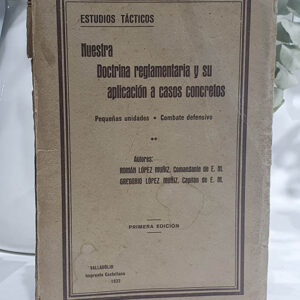 ESTUDIOS TÁCTICOS
Nuestra
Doctrina reglamentaria y su
aplicación a casos concretos
Pequeñas unidades • Combate defensivo
Autores:
ROMÁN LÓPEZ MUÑIZ, Comandante de E. M.
GREGORIO LÓPEZ MUÑIZ, Capitán de E. M.
PRIMERA EDICIÓN
VALLADOLID
Imprenta Castellana